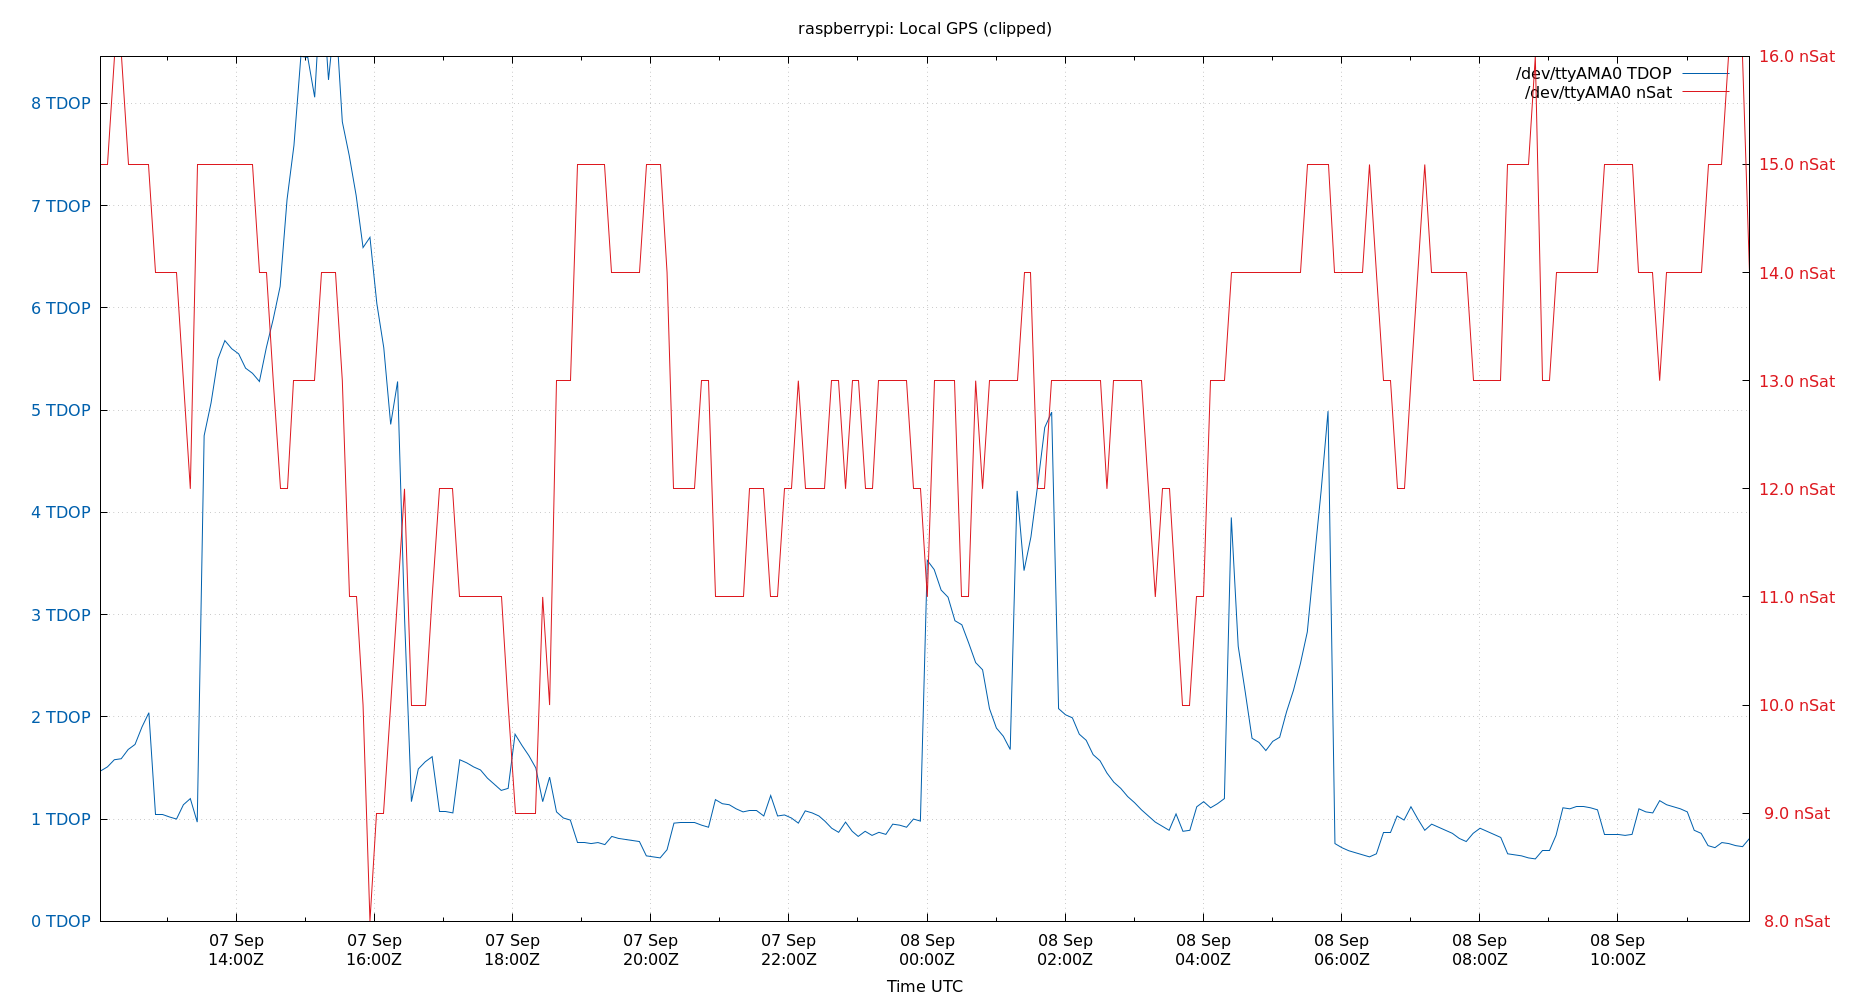 raspberrypi: Local GPS (clipped)
/dev/ttyAMA0 TDOP
/dev/ttyAMA0 nSat
8 TDOP
7 TDOP
6 TDOP
5 TDOP
4 TDOP
3 TDOP
2 TDOP
1 TDOP
0 TDOP
16.0 nSat
15.0 nSat
14.0 nSat
13.0 nSat
12.0 nSat
11.0 nSat
10.0 nSat
9.0 nSat
8.0 nSat
07 Sep
14:00Z
07 Sep
16:00Z
07 Sep
18:00Z
07 Sep
20:00Z
07 Sep
22:00Z
08 Sep
00:00Z
08 Sep
02:00Z
08 Sep
04:00Z
08 Sep
06:00Z
08 Sep
08:00Z
08 Sep
10:00Z
Time UTC